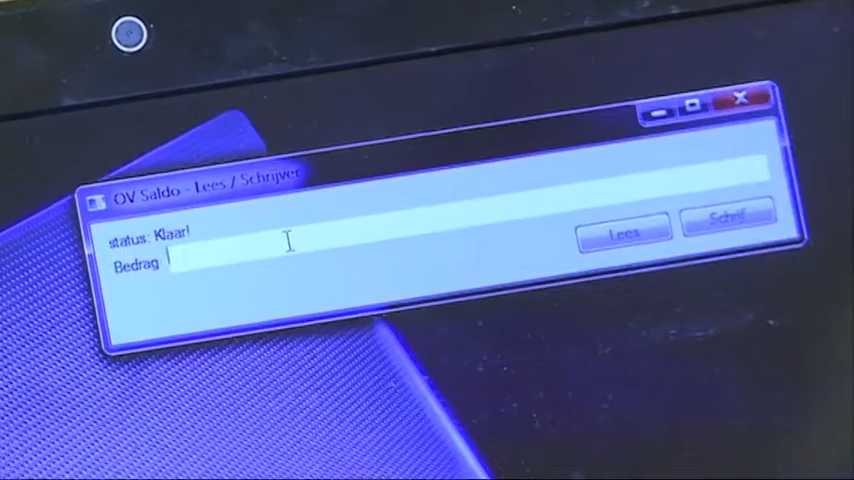 OV Saldo - Lees / Schrijver
status: Klaar!
Bedrag
Lees
Schrijf